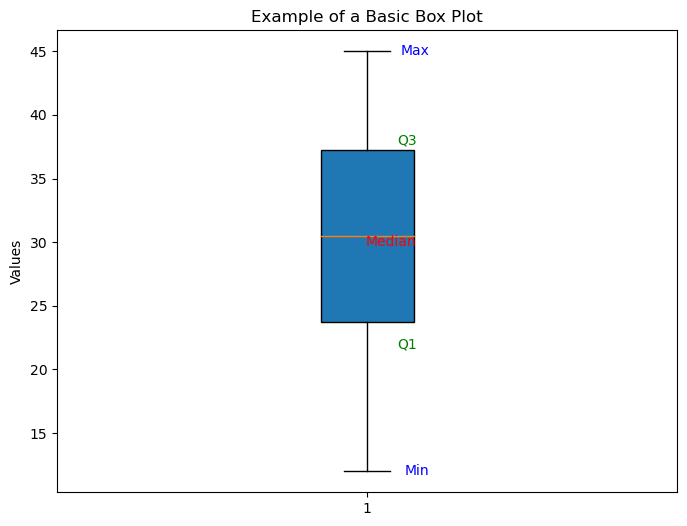 Example of a Basic Box Plot
45
Max
40
Q3
35
30
Median
Values
25
Q1
20
15
Min
1